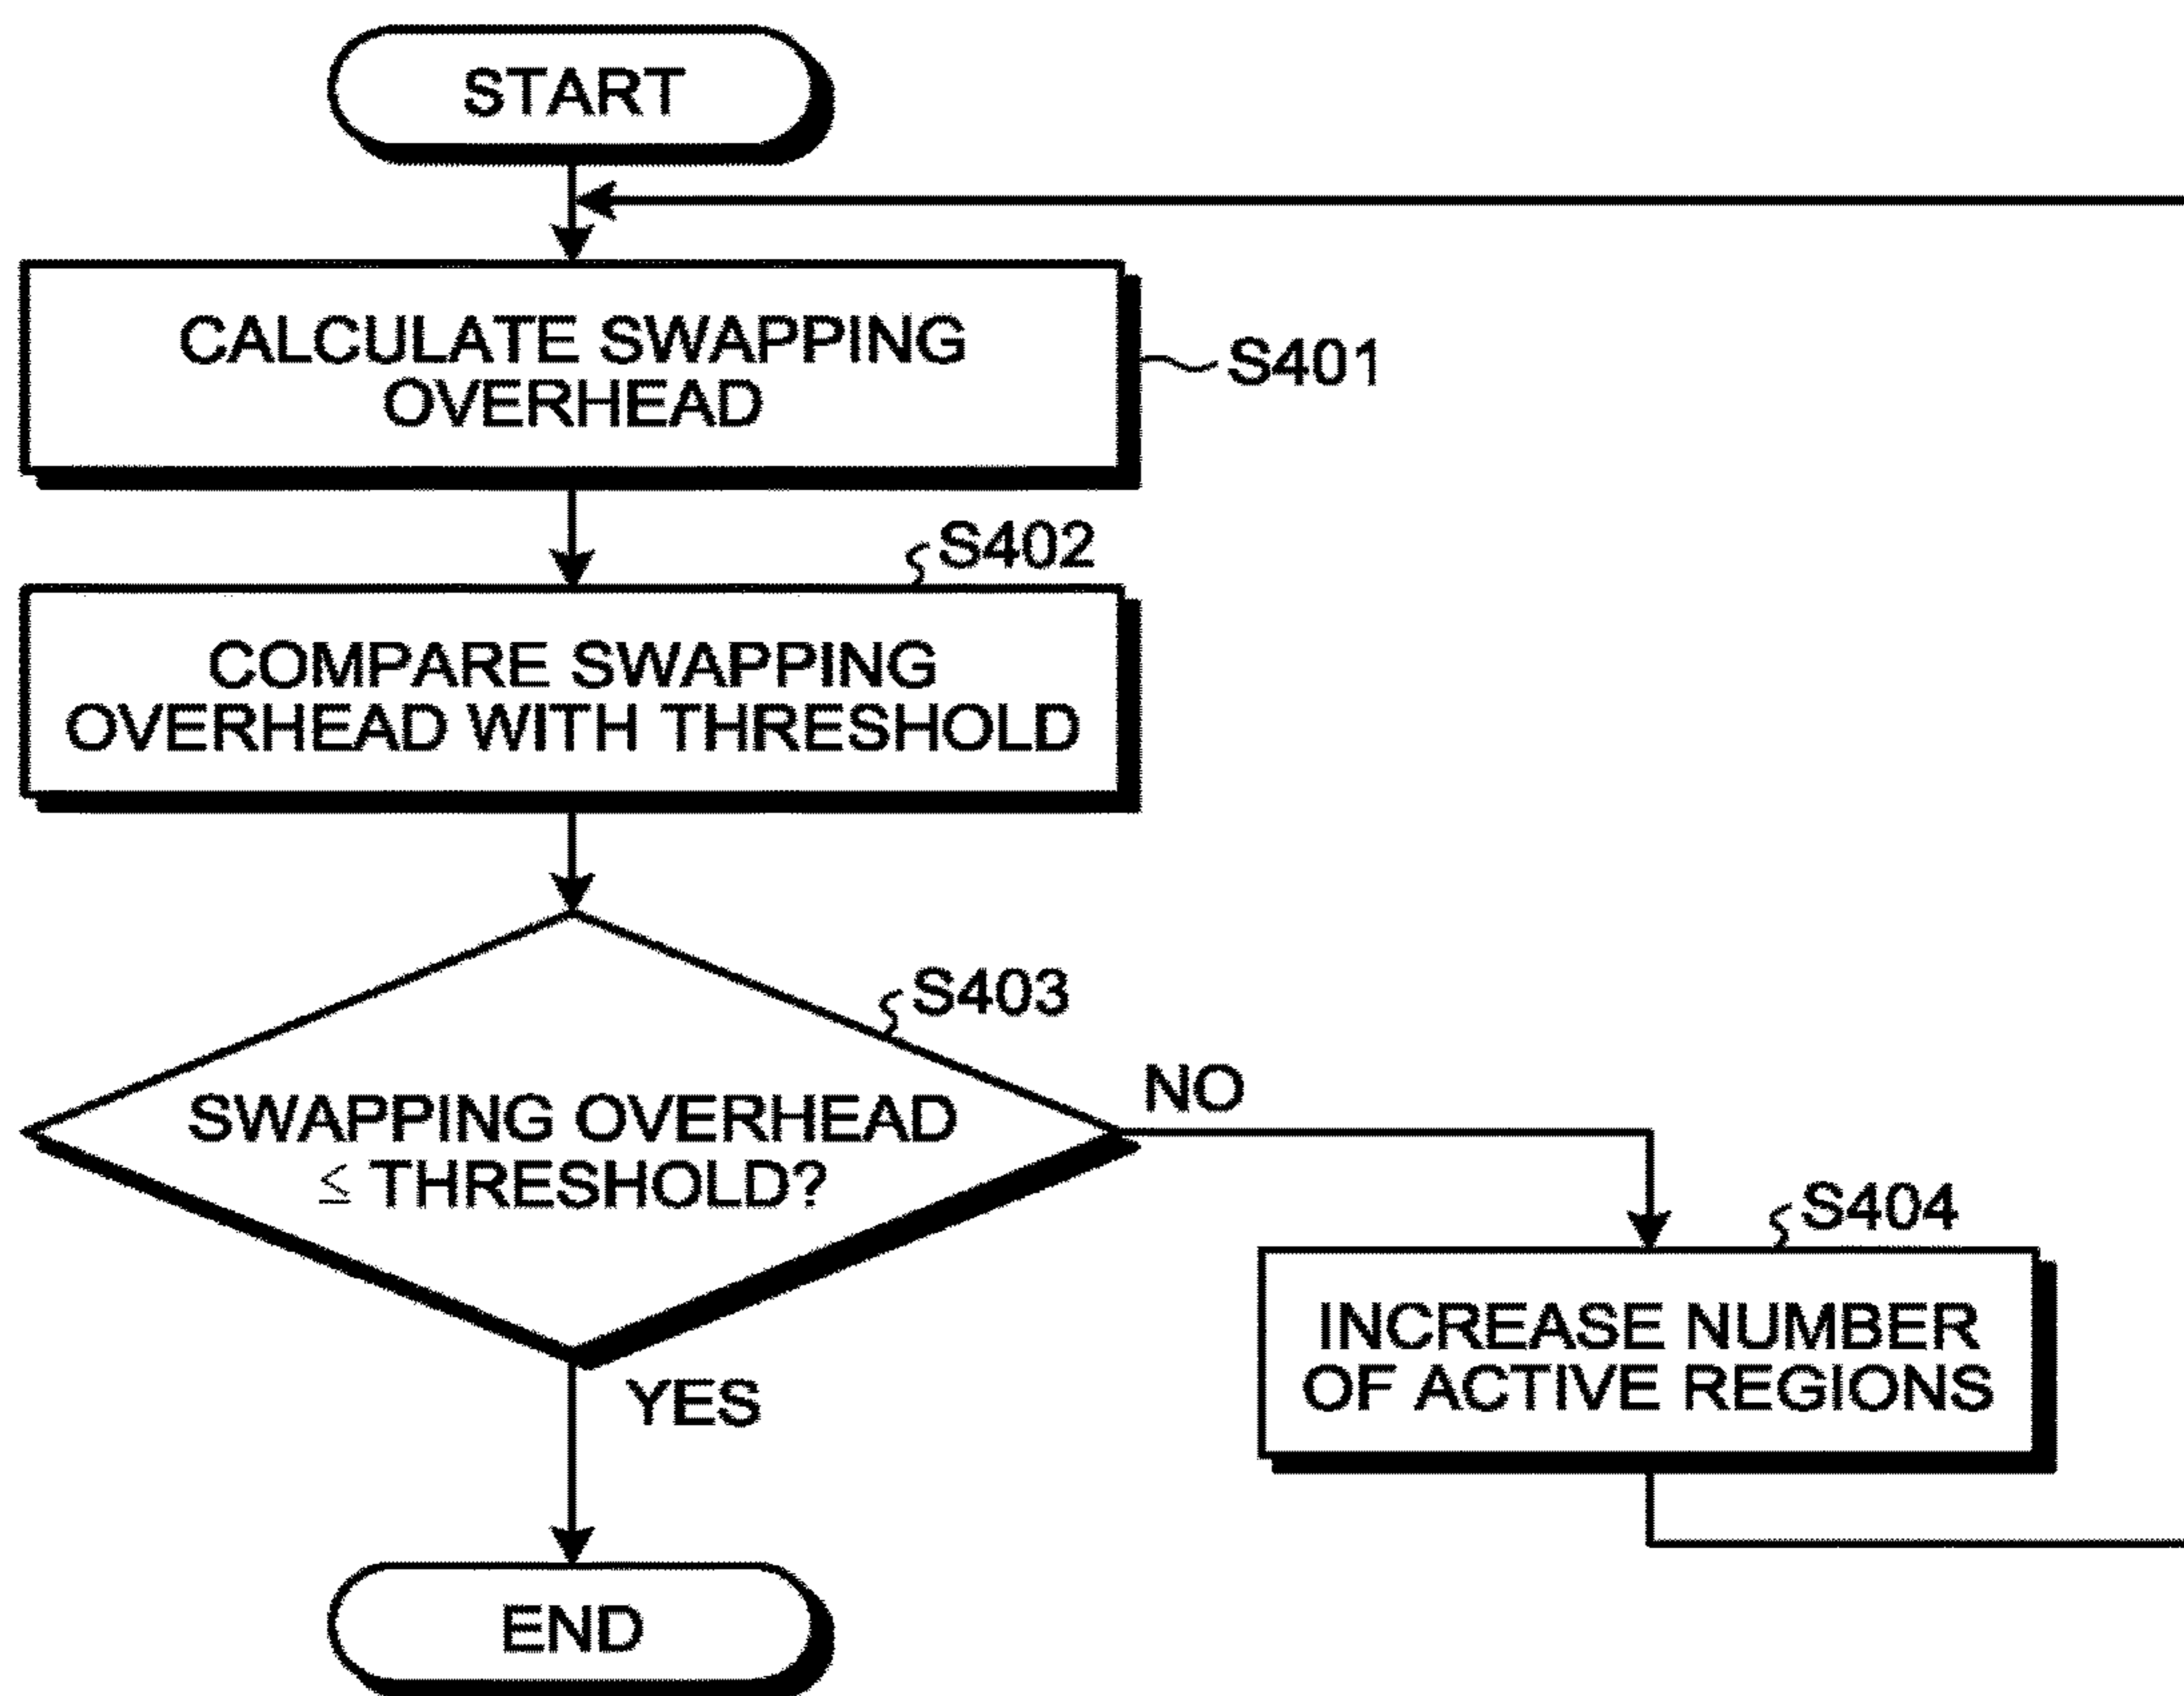 START
CALCULATE SWAPPING
OVERHEAD
S401
S402
COMPARE SWAPPING
OVERHEAD WITH THRESHOLD
S403
SWAPPING OVERHEAD
≤ THRESHOLD?
NO
YES
S404
INCREASE NUMBER
OF ACTIVE REGIONS
END